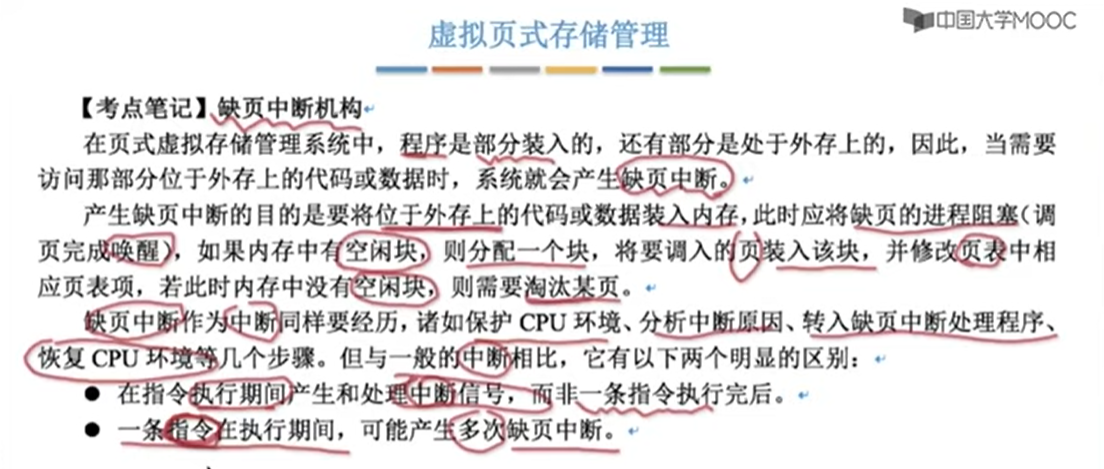 中国大学MOOC
虚拟页式存储管理
【考点笔记】缺页中断机构
在页式虚拟存储管理系统中，程序是部分装入的，还有部分是处于外存上的，因此，当需要
访问那部分位于外存上的代码或数据时，系统就会产生缺页中断。
产生缺页中断的目的是要将位于外存上的代码或数据装入内存，此时应将缺页的进程阻塞（调
页完成唤醒），如果内存中有空闲块，则分配一个块，将要调入的页装入该块，并修改页表中相
应页表项，若此时内存中没有空闲块，则需要淘汰某页。
缺页中断作为中断同样要经历，诸如保护 CPU 环境、分析中断原因、转入缺页中断处理程序、
恢复 CPU 环境等几个步骤。但与一般的中断相比，它有以下两个明显的区别：
● 在指令执行期间产生和处理中断信号，而非一条指令执行完后。
● 一条指令在执行期间，可能产生多次缺页中断。